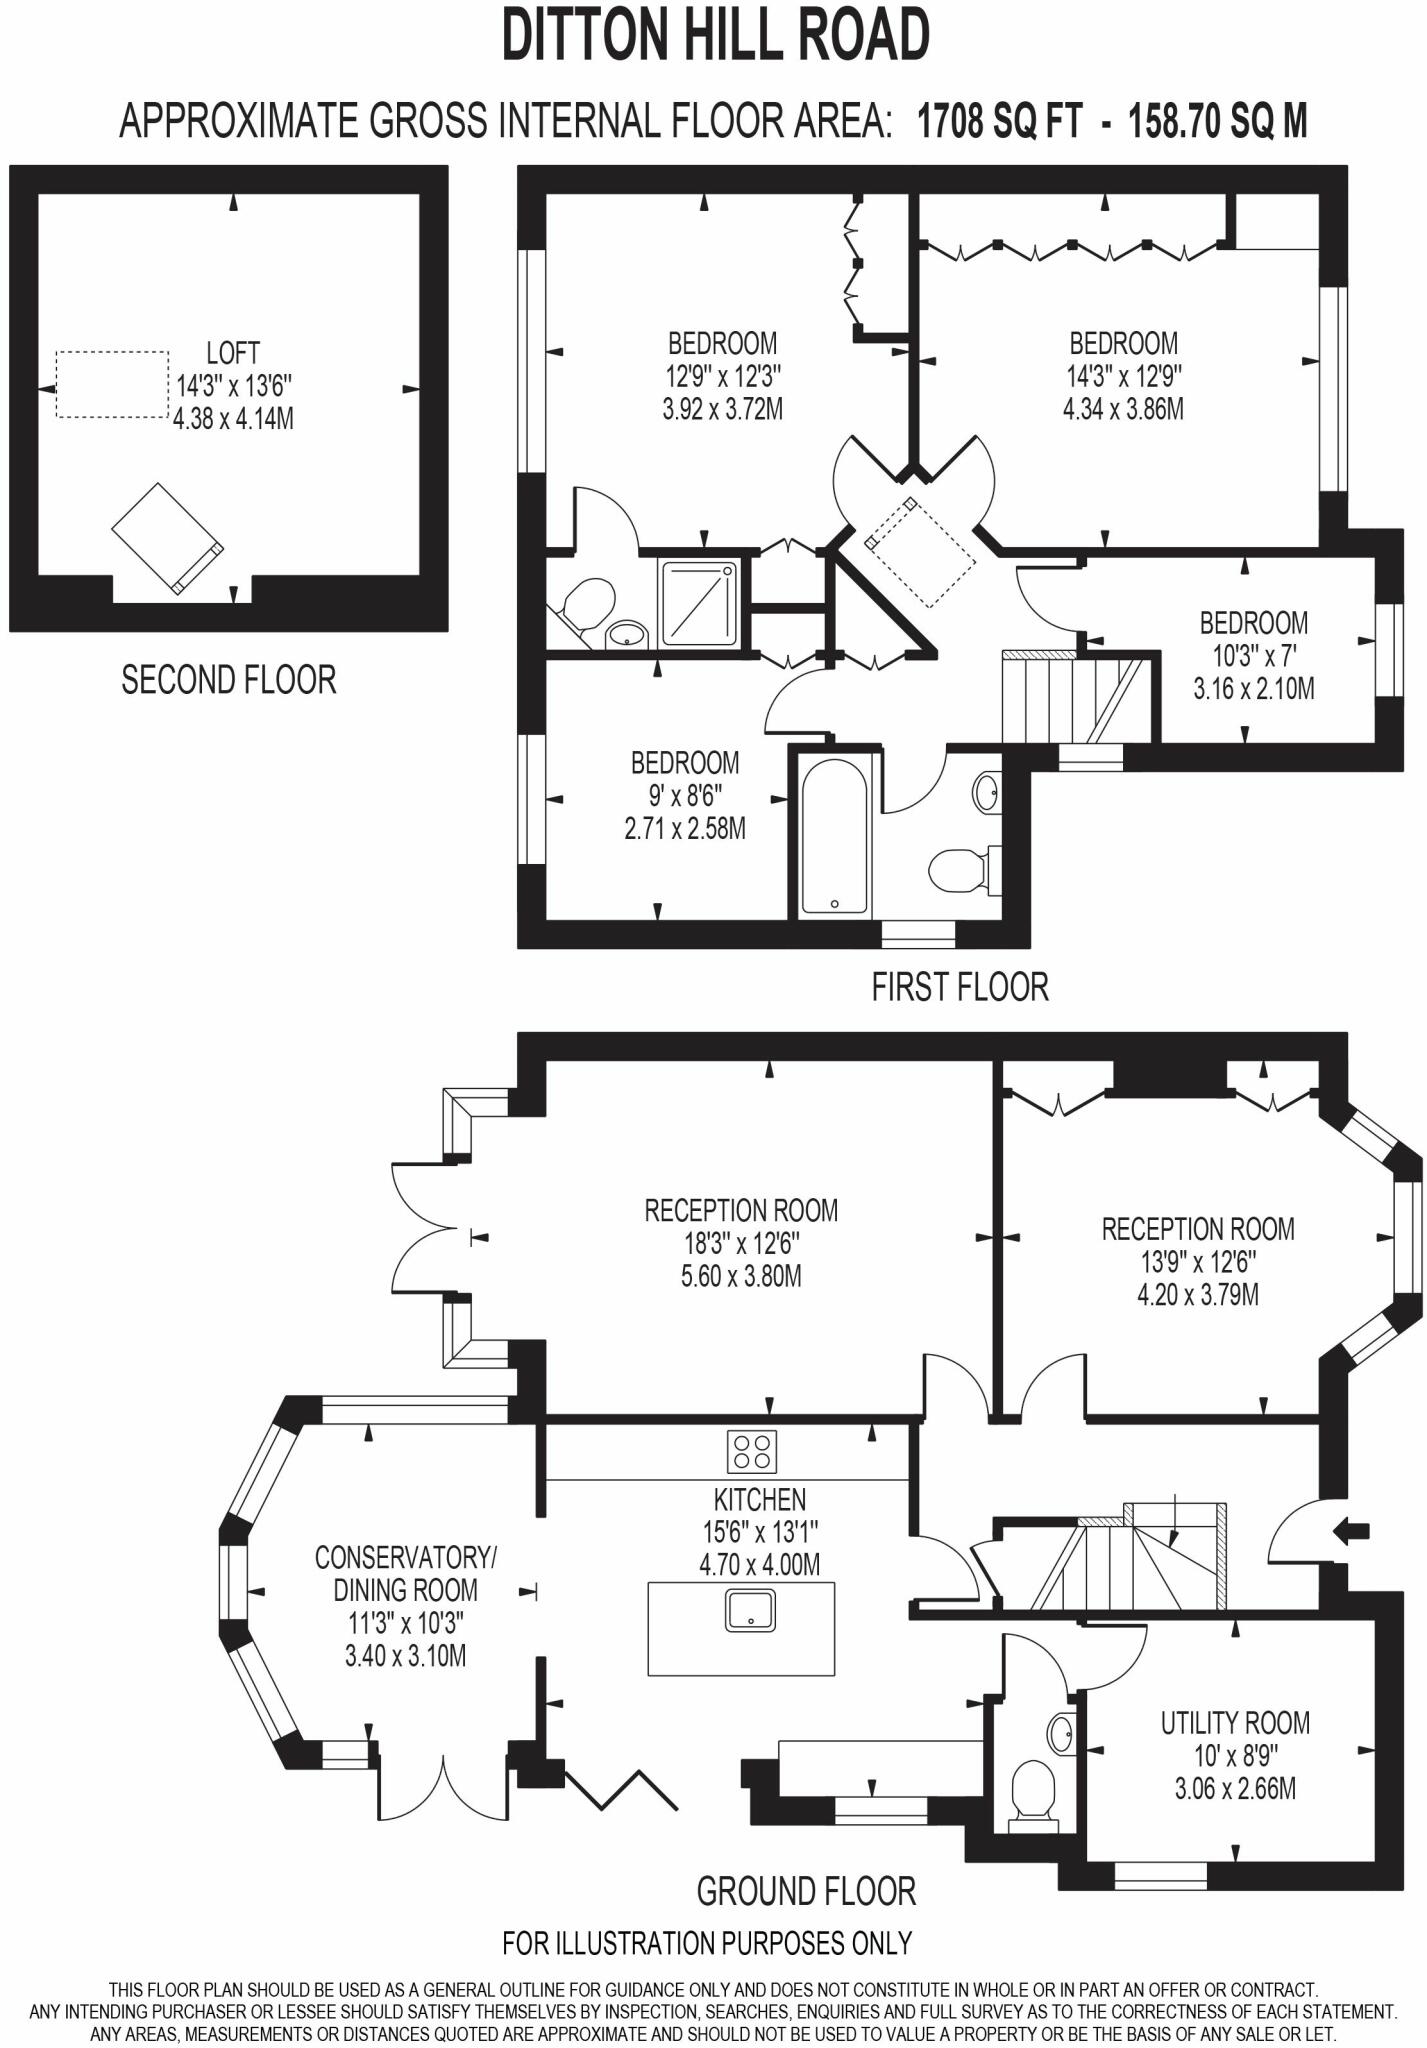 DITTON HILL ROAD
APPROXIMATE GROSS INTERNAL FLOOR AREA: 1708 SQ FT - 158.70 SQ M
LOFT
14'3" x 13'6"
4.38 x 4.14M
SECOND FLOOR
BEDROOM
12'9" x 12'3"
3.92 x 3.72M
BEDROOM
14'3" x 12'9"
4.34 x 3.86M
BEDROOM
10'3" x 7'
3.16 x 2.10M
BEDROOM
9' x 8'6"
2.71 x 2.58M
FIRST FLOOR
RECEPTION ROOM
18'3" x 12'6"
5.60 x 3.80M
RECEPTION ROOM
13'9" x 12'6"
4.20 x 3.79M
KITCHEN
15'6" x 13'1"
4.70 x 4.00M
CONSERVATORY/
DINING ROOM
11'3" x 10'3"
3.40 x 3.10M
UTILITY ROOM
10' x 8'9"
3.06 x 2.66M
GROUND FLOOR
FOR ILLUSTRATION PURPOSES ONLY
THIS FLOOR PLAN SHOULD BE USED AS A GENERAL OUTLINE FOR GUIDANCE ONLY AND DOES NOT CONSTITUTE IN WHOLE OR IN PART AN OFFER OR CONTRACT.
ANY INTENDING PURCHASER OR LESSEE SHOULD SATISFY THEMSELVES BY INSPECTION, SEARCHES, ENQUIRIES AND FULL SURVEY AS TO THE CORRECTNESS OF EACH STATEMENT.
ANY AREAS, MEASUREMENTS OR DISTANCES QUOTED ARE APPROXIMATE AND SHOULD NOT BE USED TO VALUE A PROPERTY OR BE THE BASIS OF ANY SALE OR LET.